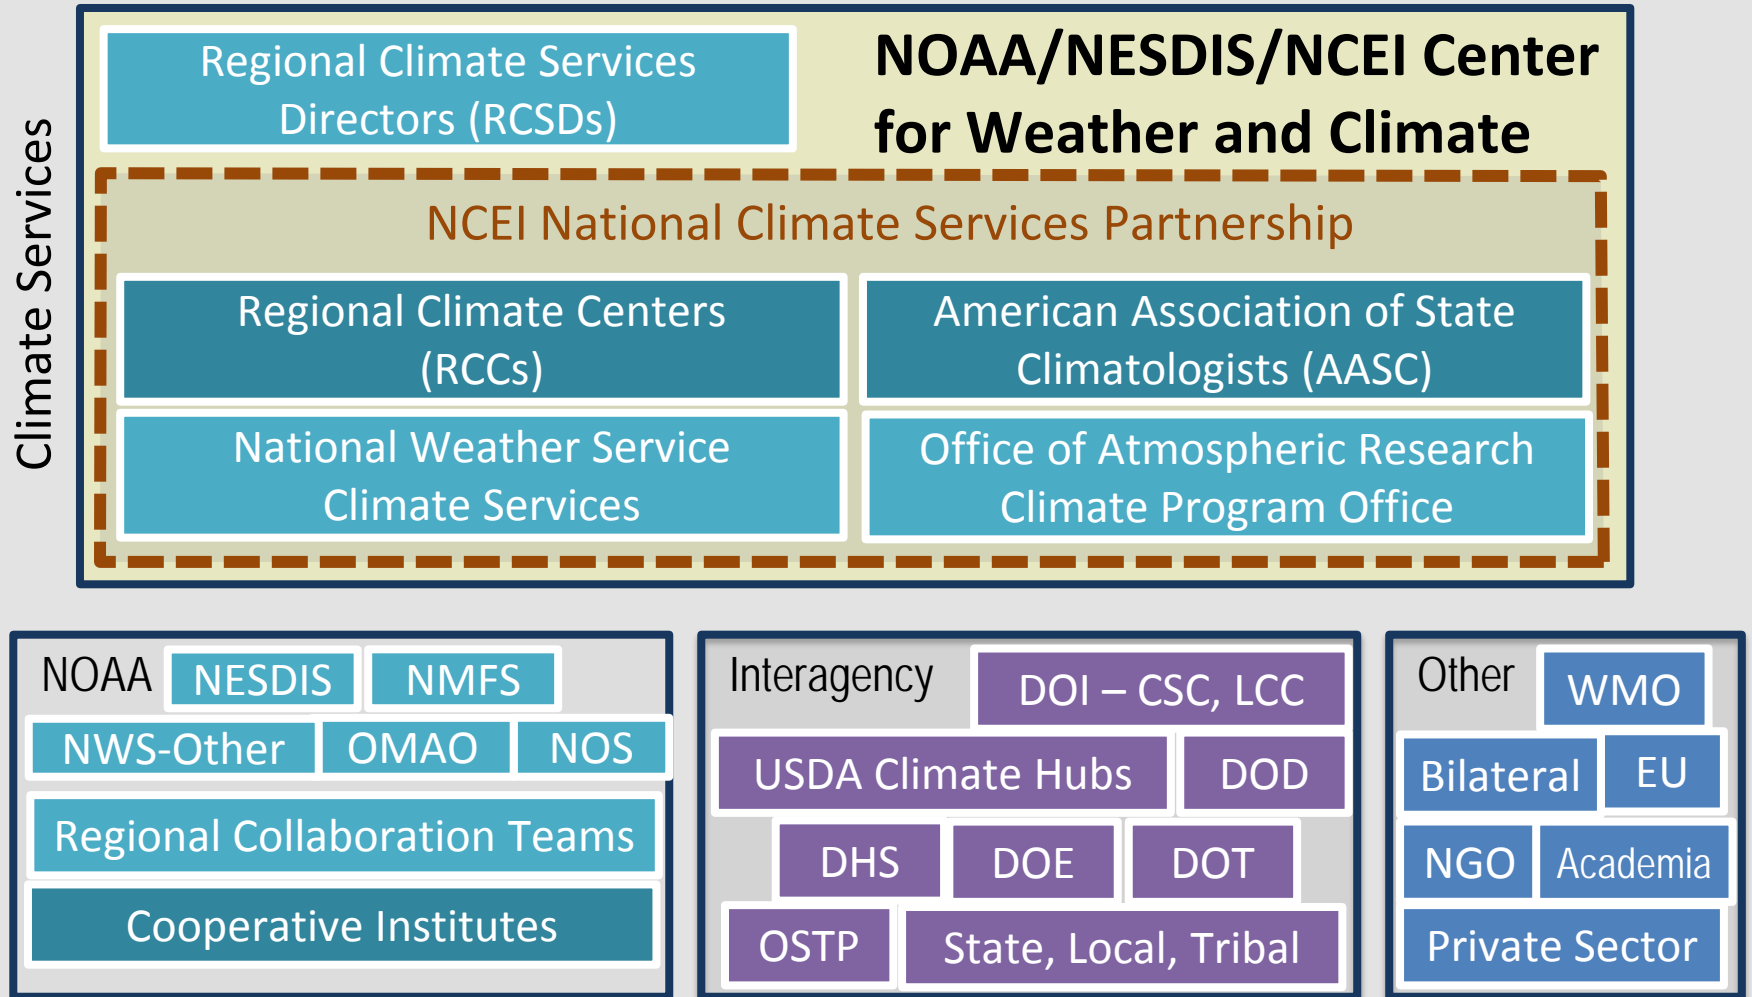 Climate Services
Regional Climate Services
Directors (RCSDs)
NOAA/NESDIS/NCEI Center
for Weather and Climate
NCEI National Climate Services Partnership
Regional Climate Centers
(RCCs)
American Association of State
Climatologists (AASC)
National Weather Service
Climate Services
Office of Atmospheric Research
Climate Program Office
NOAA
NESDIS
NMFS
NWS-Other
OMAO
NOS
Regional Collaboration Teams
Cooperative Institutes
Interagency
DOI – CSC, LCC
USDA Climate Hubs
DOD
DHS
DOE
DOT
OSTP
State, Local, Tribal
Other
WMO
Bilateral
EU
NGO
Academia
Private Sector